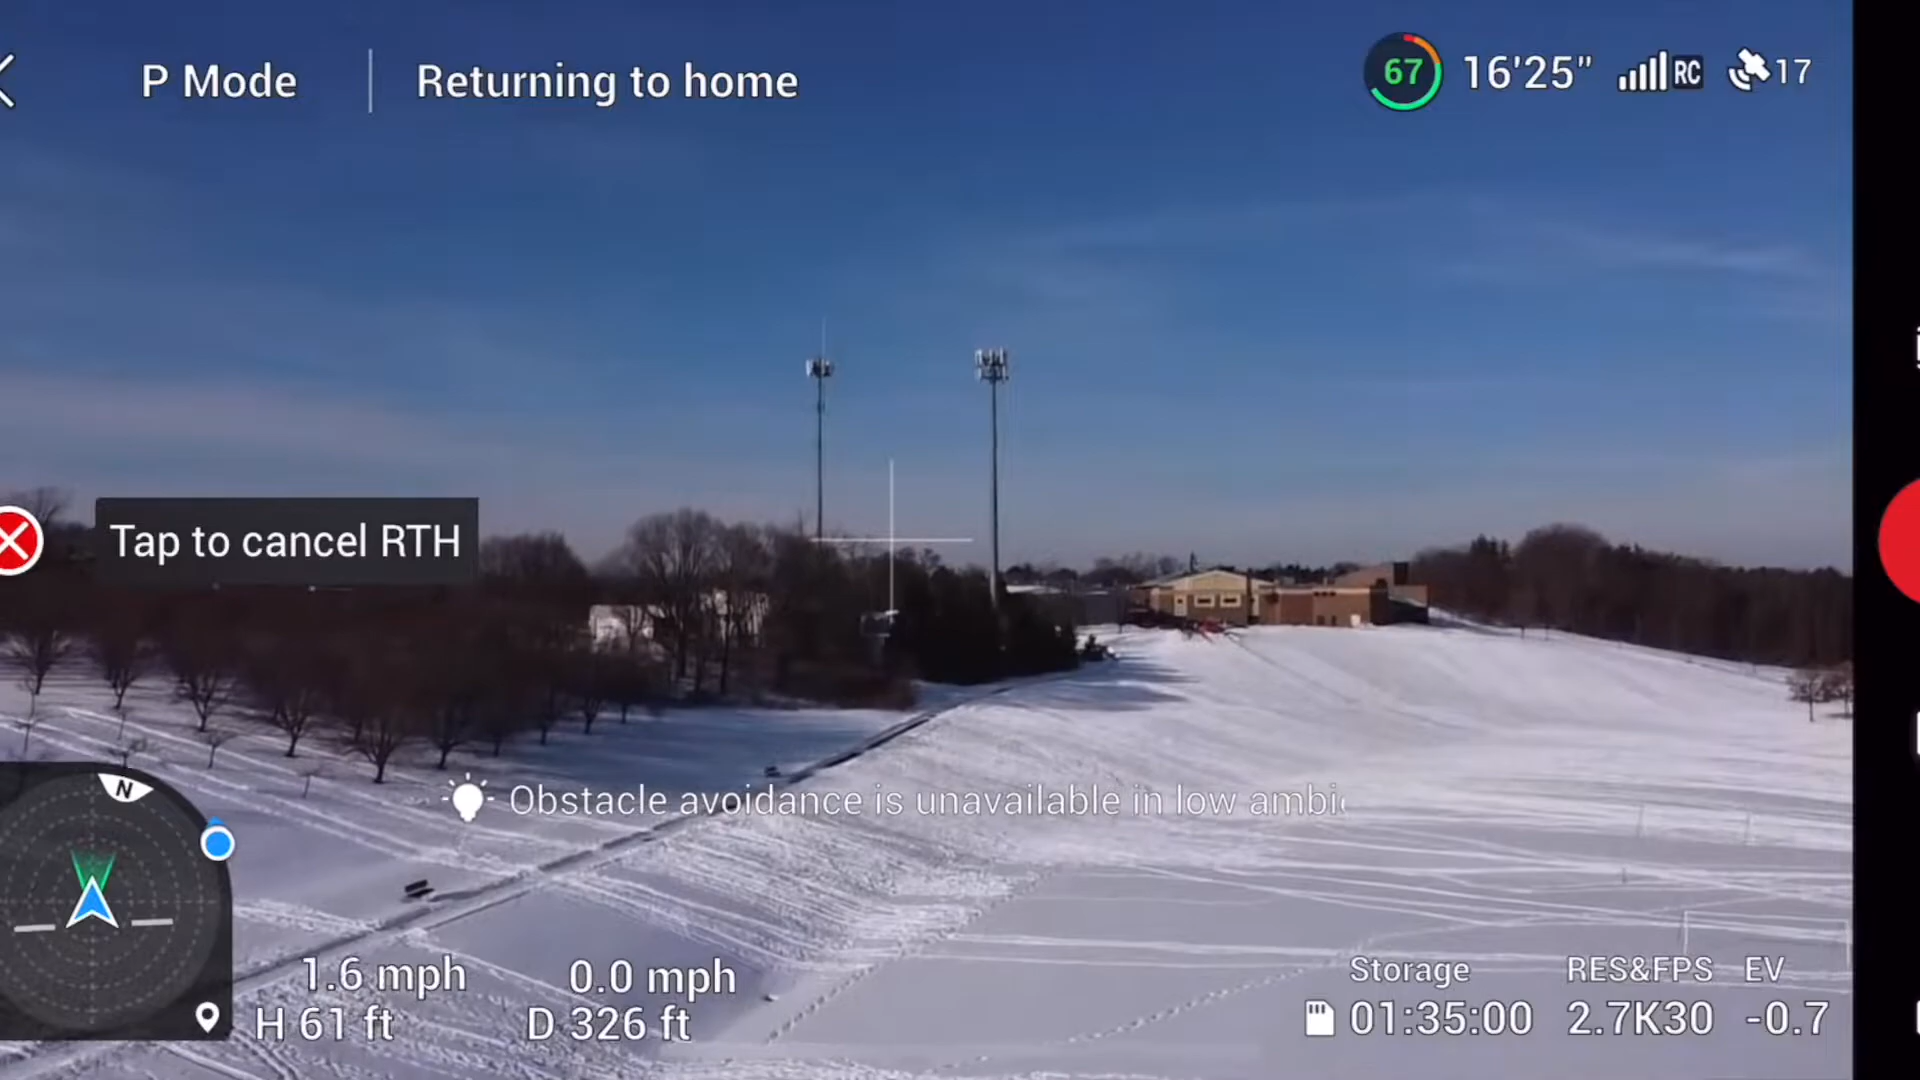 P Mode
Returning to home
67
16'25"
RC
17
Tap to cancel RTH
N
Obstacle avoidance is unavailable in low
1.6 mph
0.0 mph
H 61 ft
D 326 ft
Storage
RES&FPS
EV
01:35:00
2.7K30
-0.7